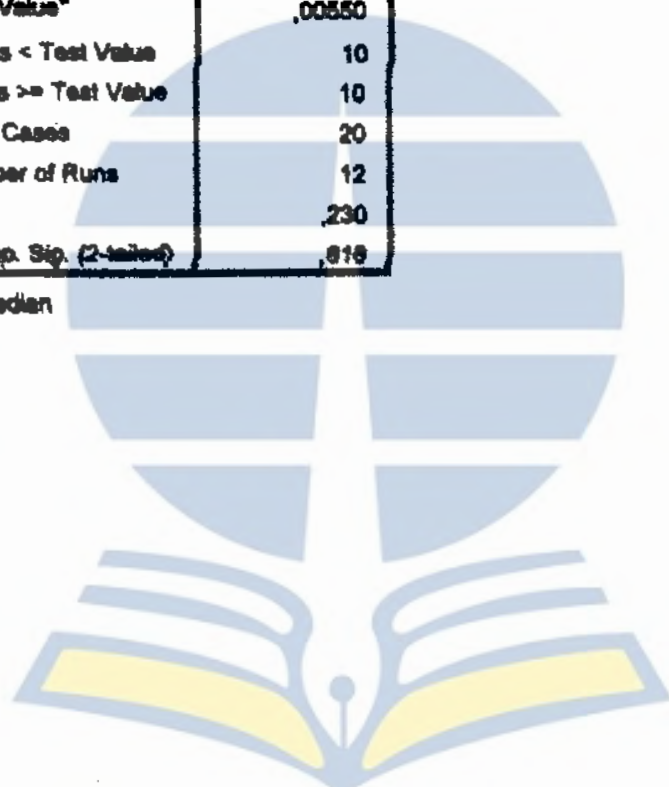 Value ,00550
s < Test Value 10
s >= Test Value 10
Cases 20
ber of Runs 12
,230
p. Sig. (2-tailed) ,818
edian